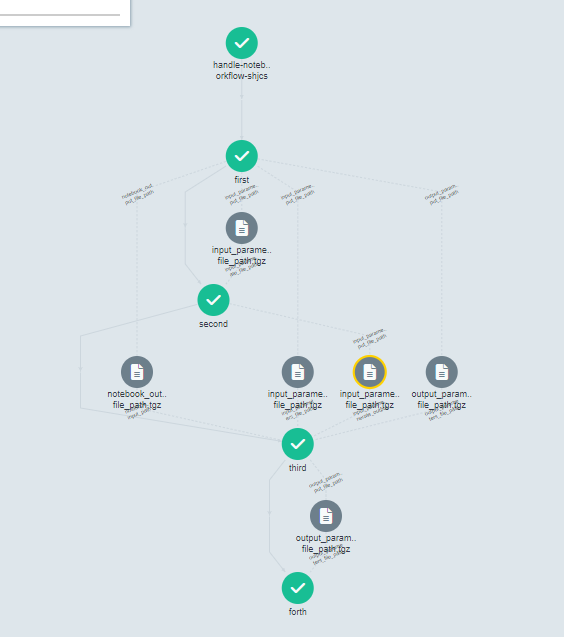 handle-noteb..
orkflow-shjcs
first
notebook_out..
put_file_path
input_parame..
put_file_path
input_parame..
put_file_path
output_param..
put_file_path
input_parame..
file_path.tgz
second
input_parame..
put_file_path
notebook_out..
file_path.tgz
input_parame..
file_path.tgz
input_parame..
file_path.tgz
output_param..
file_path.tgz
third
output_param..
put_file_path
output_param..
file_path.tgz
forth